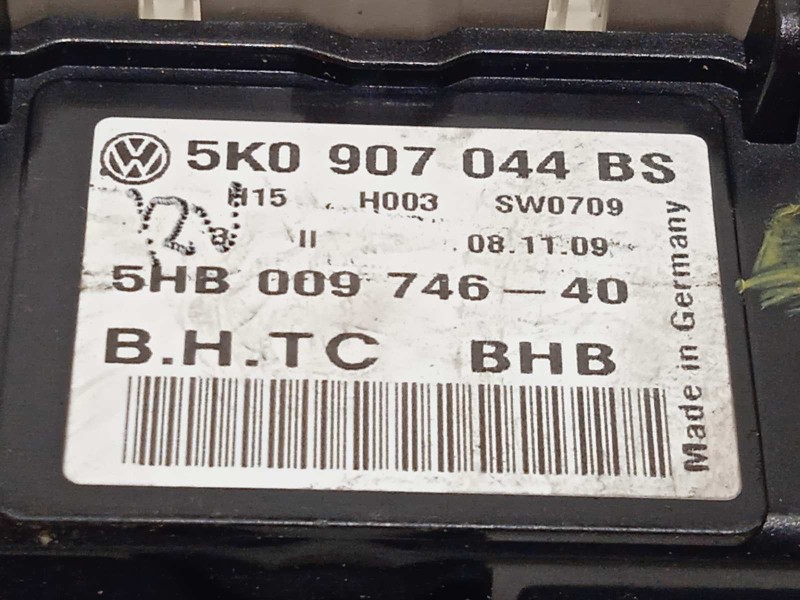 5K0 907 044 BS
H15 H003 SW0709
II 08.11.09
5HB 009 746-40
B.H.TC BHB
Made in Germany